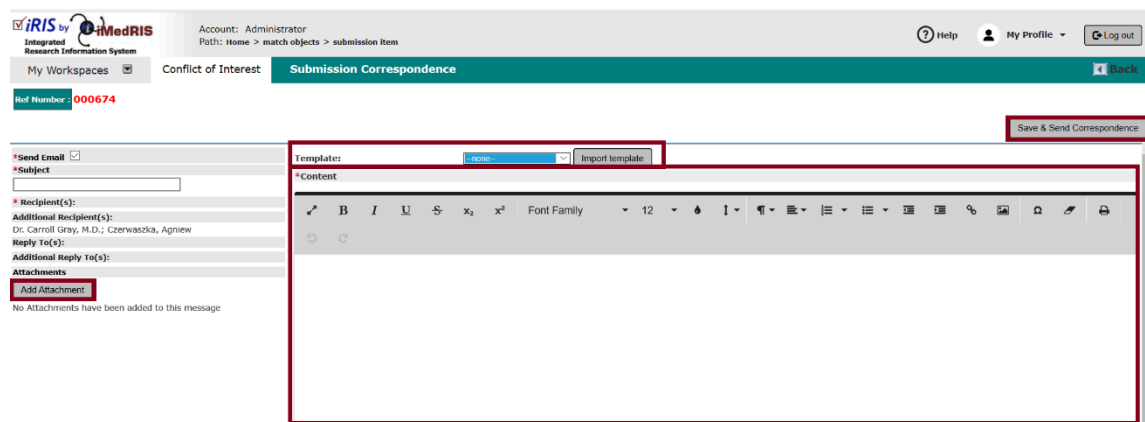 iRIS by iMedRIS
Integrated
Research Information System
Account: Administrator
Path: Home > match objects > submission item
Help
My Profile
Log out
My Workspaces
Conflict of Interest
Submission Correspondence
Back
Ref Number : 000674
Save & Send Correspondence
*Send Email
*Subject
* Recipient(s):
Additional Recipient(s):
Dr. Carroll Gray, M.D.; Czerwaszka, Agniew
Reply To(s):
Additional Reply To(s):
Attachments
Add Attachment
No Attachments have been added to this message
Template: --none-- Import template
*Content
B I U S x₂ x² Font Family 12 ¶ Ω